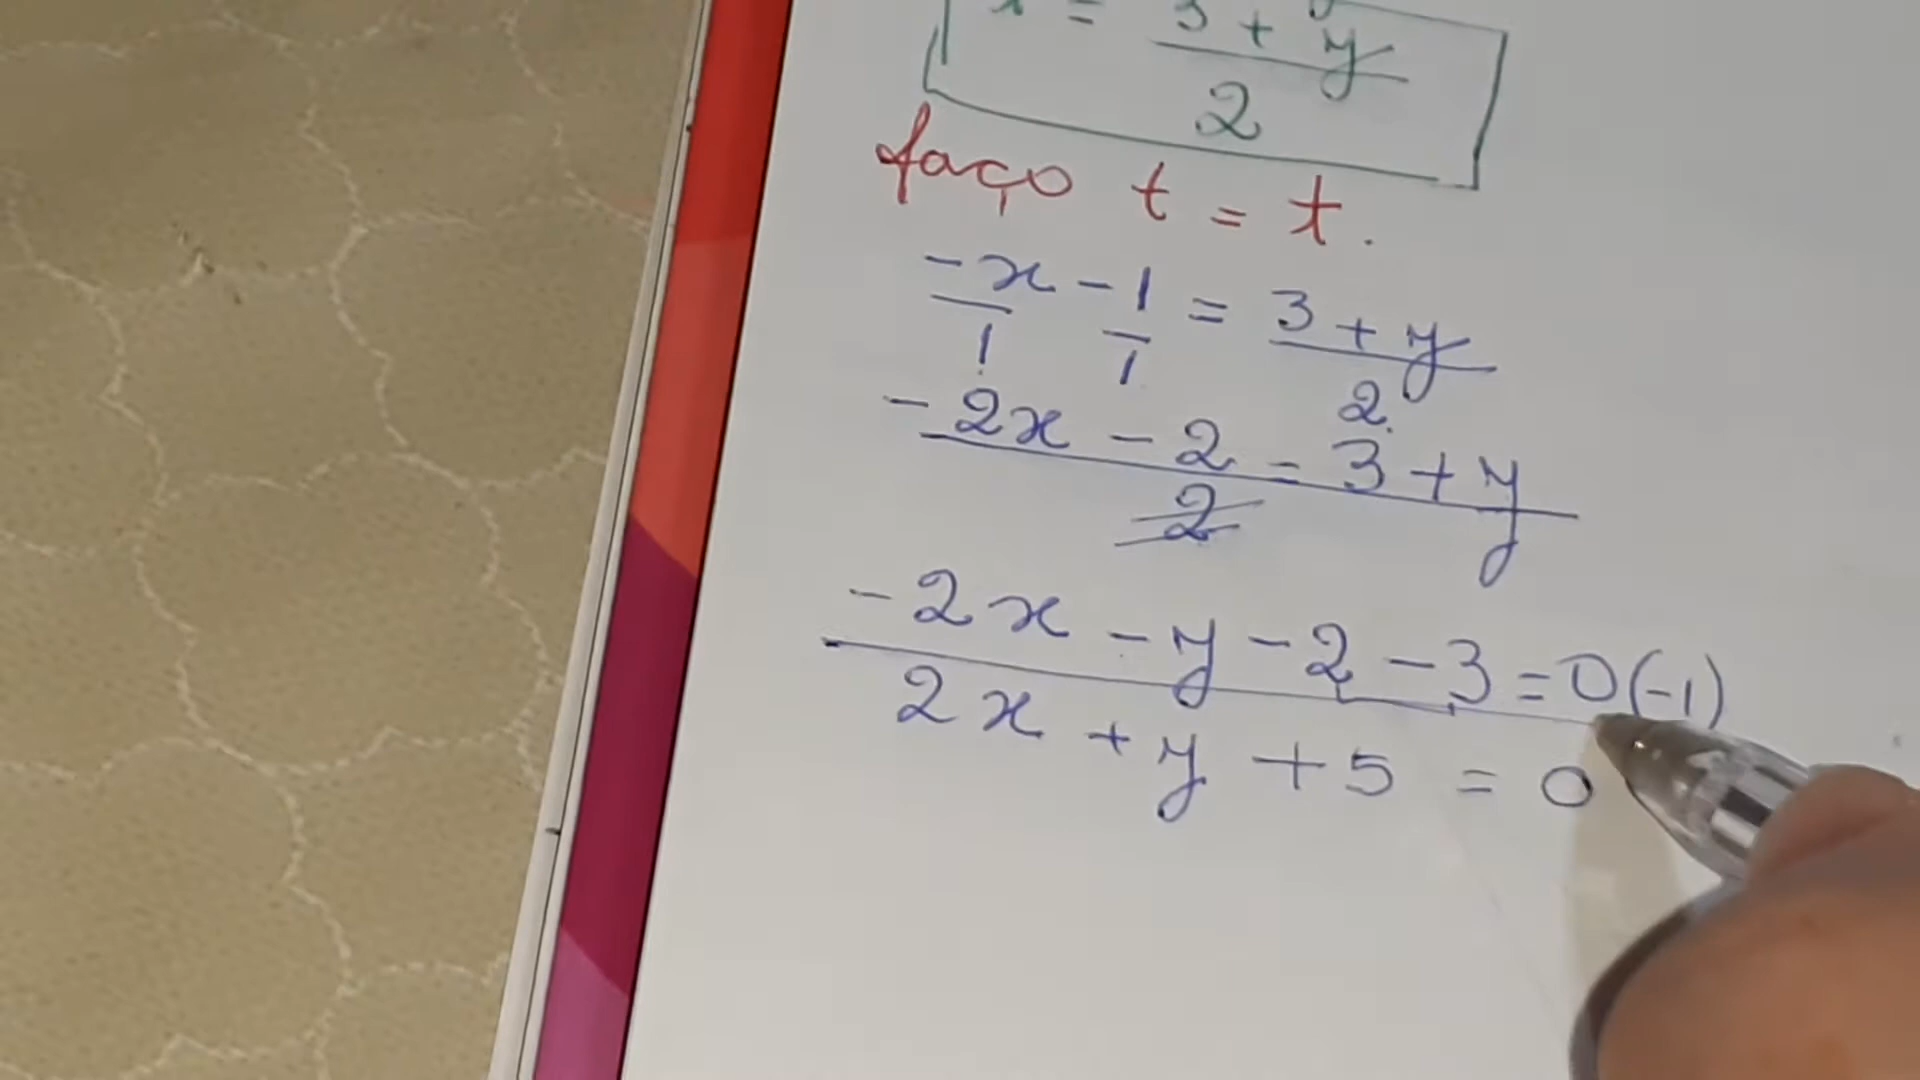 = 3 + y
2
faço t = t.
-x - 1 = 3 + y
1 1 2
- 2x - 2 = 3 + y
2
- 2x - y - 2 - 3 = 0 (-1)
2x + y + 5 = 0